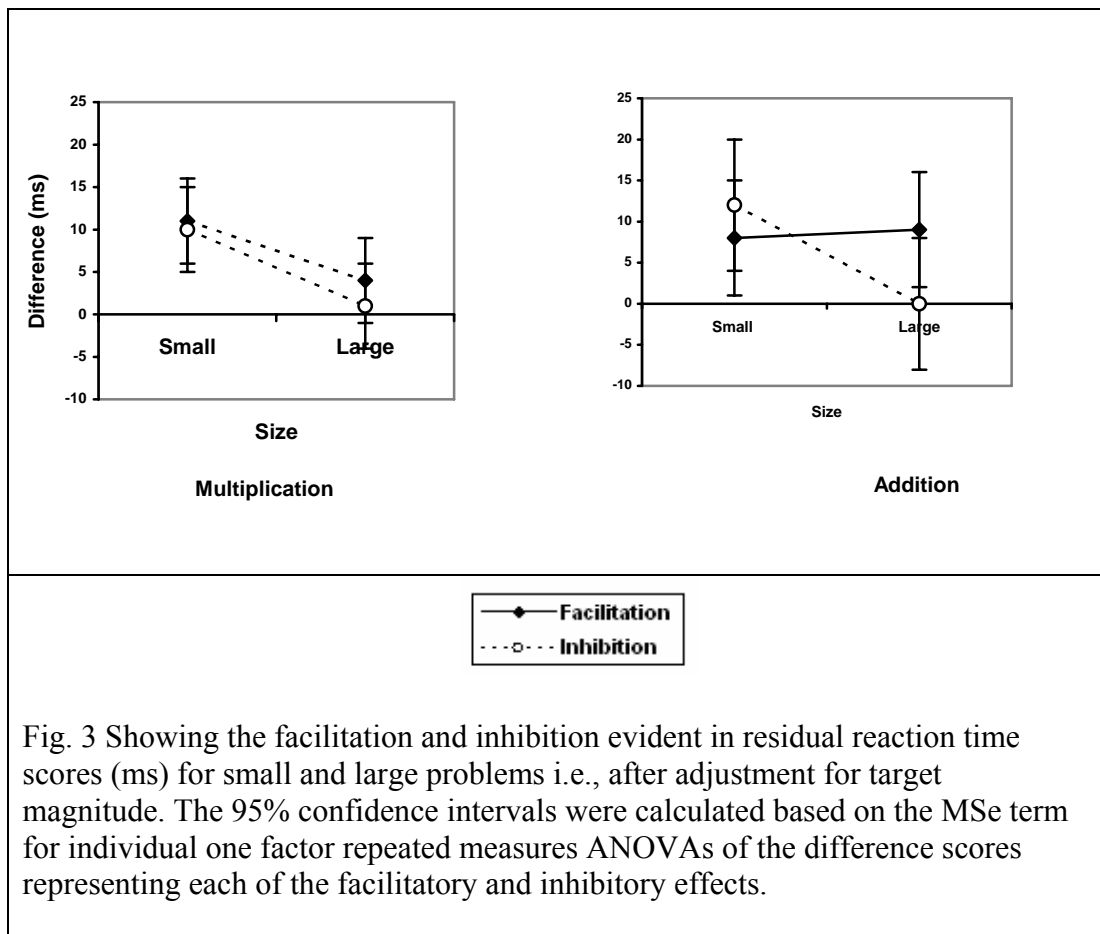 25
20
15
10
5
0
-5
-10
Difference (ms)
Small
Large
Size
Multiplication
25
20
15
10
5
0
-5
-10
Small
Large
Size
Addition
Facilitation
Inhibition
Fig. 3 Showing the facilitation and inhibition evident in residual reaction time
scores (ms) for small and large problems i.e., after adjustment for target
magnitude. The 95% confidence intervals were calculated based on the MSe term
for individual one factor repeated measures ANOVAs of the difference scores
representing each of the facilitatory and inhibitory effects.